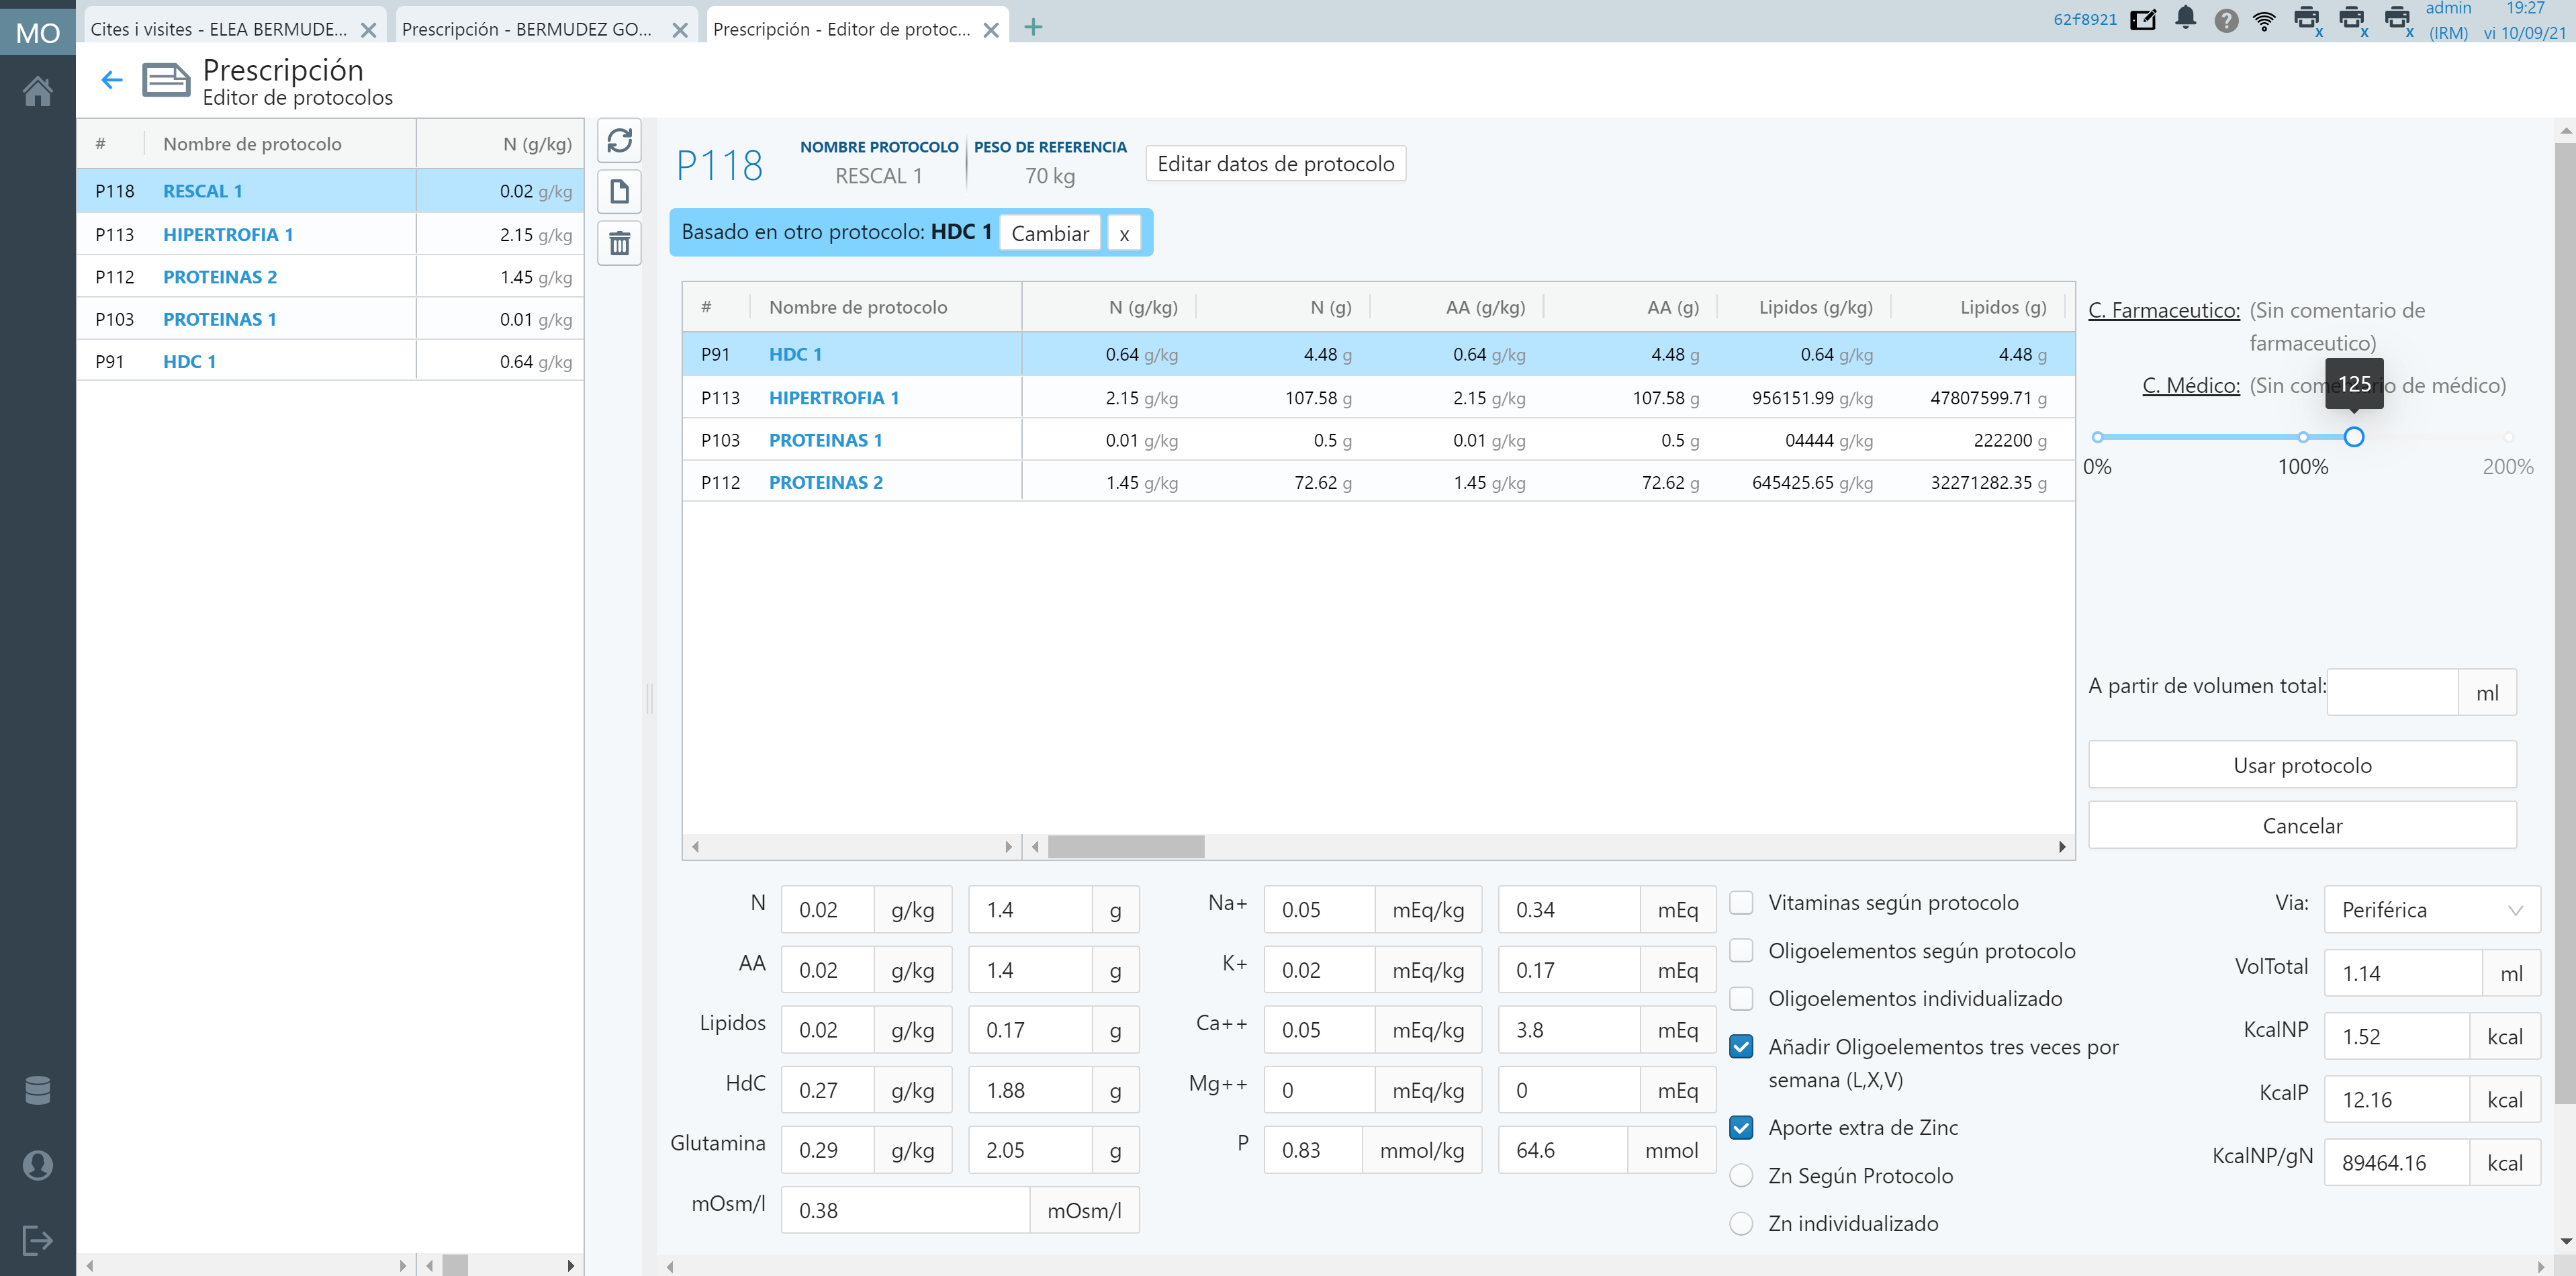 MO
Cites i visites - ELEA BERMUDE...
Prescripción - BERMUDEZ GO...
Prescripción - Editor de protoc...
62f8921
admin
(IRM)
19:27
vi 10/09/21
Prescripción
Editor de protocolos
# Nombre de protocolo N (g/kg)
P118 RESCAL 1 0.02 g/kg
P113 HIPERTROFIA 1 2.15 g/kg
P112 PROTEINAS 2 1.45 g/kg
P103 PROTEINAS 1 0.01 g/kg
P91 HDC 1 0.64 g/kg
P118
NOMBRE PROTOCOLO
RESCAL 1
PESO DE REFERENCIA
70 kg
Editar datos de protocolo
Basado en otro protocolo: HDC 1 Cambiar x
# Nombre de protocolo N (g/kg) N (g) AA (g/kg) AA (g) Lipidos (g/kg) Lipidos (g)
P91 HDC 1 0.64 g/kg 4.48 g 0.64 g/kg 4.48 g 0.64 g/kg 4.48 g
P113 HIPERTROFIA 1 2.15 g/kg 107.58 g 2.15 g/kg 107.58 g 956151.99 g/kg 47807599.71 g
P103 PROTEINAS 1 0.01 g/kg 0.5 g 0.01 g/kg 0.5 g 04444 g/kg 222200 g
P112 PROTEINAS 2 1.45 g/kg 72.62 g 1.45 g/kg 72.62 g 645425.65 g/kg 32271282.35 g
C. Farmaceutico: (Sin comentario de
farmaceutico)
125
C. Médico: (Sin comentario de médico)
0% 100% 200%
A partir de volumen total: ml
Usar protocolo
Cancelar
N 0.02 g/kg 1.4 g
AA 0.02 g/kg 1.4 g
Lipidos 0.02 g/kg 0.17 g
HdC 0.27 g/kg 1.88 g
Glutamina 0.29 g/kg 2.05 g
mOsm/l 0.38 mOsm/l
Na+ 0.05 mEq/kg 0.34 mEq
K+ 0.02 mEq/kg 0.17 mEq
Ca++ 0.05 mEq/kg 3.8 mEq
Mg++ 0 mEq/kg 0 mEq
P 0.83 mmol/kg 64.6 mmol
Vitaminas según protocolo
Oligoelementos según protocolo
Oligoelementos individualizado
Añadir Oligoelementos tres veces por
semana (L,X,V)
Aporte extra de Zinc
Zn Según Protocolo
Zn individualizado
Via: Periférica
VolTotal 1.14 ml
KcalNP 1.52 kcal
KcalP 12.16 kcal
KcalNP/gN 89464.16 kcal